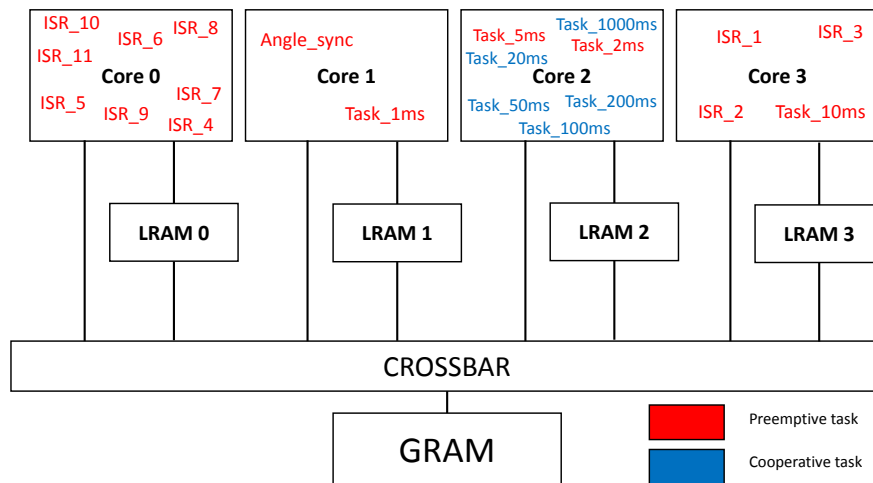 ISR_10
ISR_6
ISR_8
ISR_11
Core 0
ISR_5
ISR_9
ISR_7
ISR_4
Angle_sync
Core 1
Task_1ms
Task_1000ms
Task_5ms
Task_2ms
Task_20ms
Core 2
Task_50ms
Task_200ms
Task_100ms
ISR_1
ISR_3
Core 3
ISR_2
Task_10ms
LRAM 0
LRAM 1
LRAM 2
LRAM 3
CROSSBAR
GRAM
Preemptive task
Cooperative task